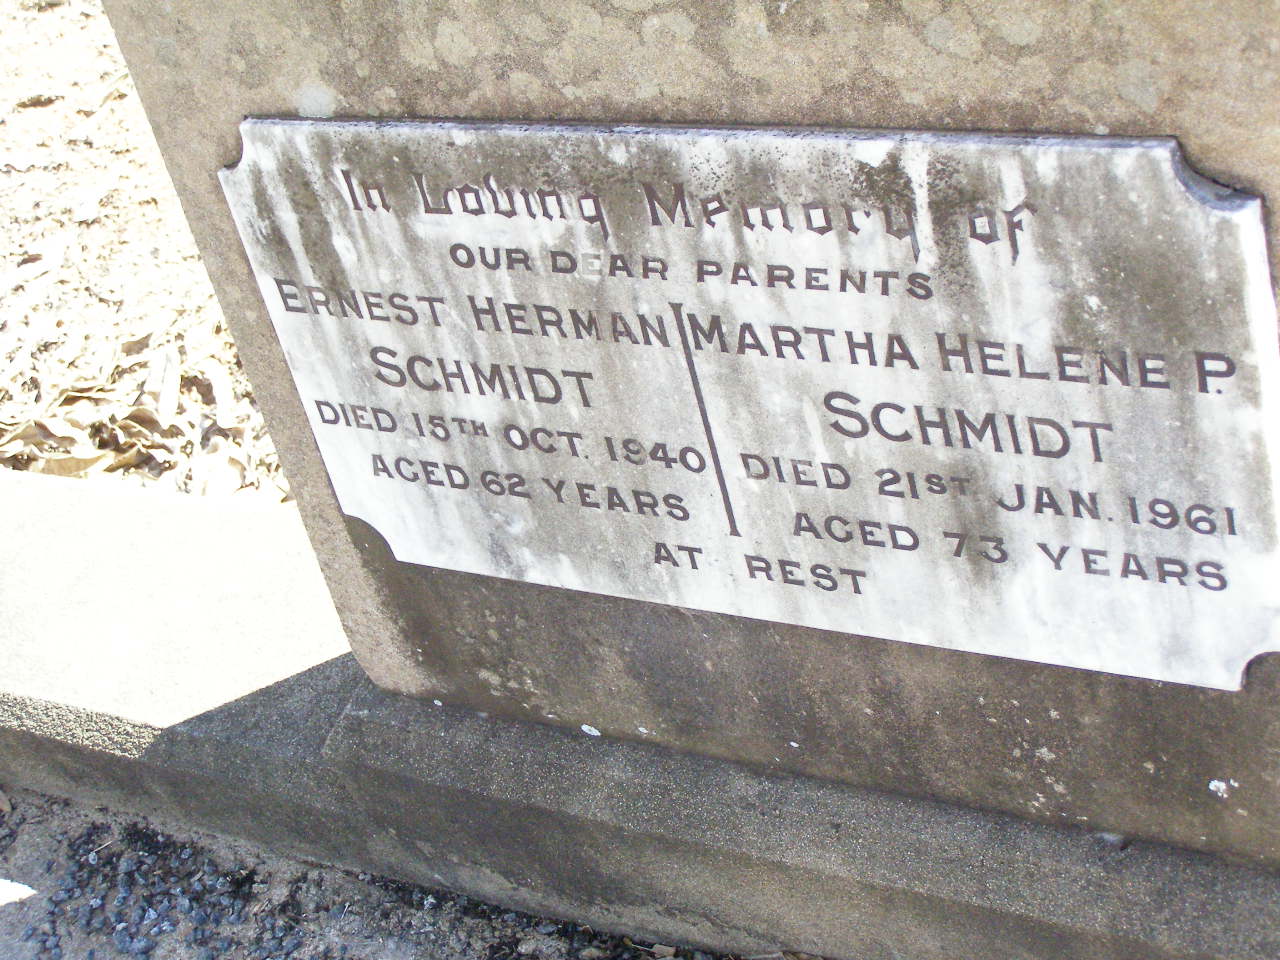 In Loving Memory of
OUR DEAR PARENTS
ERNEST HERMAN
SCHMIDT
DIED 15TH OCT. 1940
AGED 62 YEARS
MARTHA HELENE P.
SCHMIDT
DIED 21ST JAN. 1961
AGED 73 YEARS
AT REST